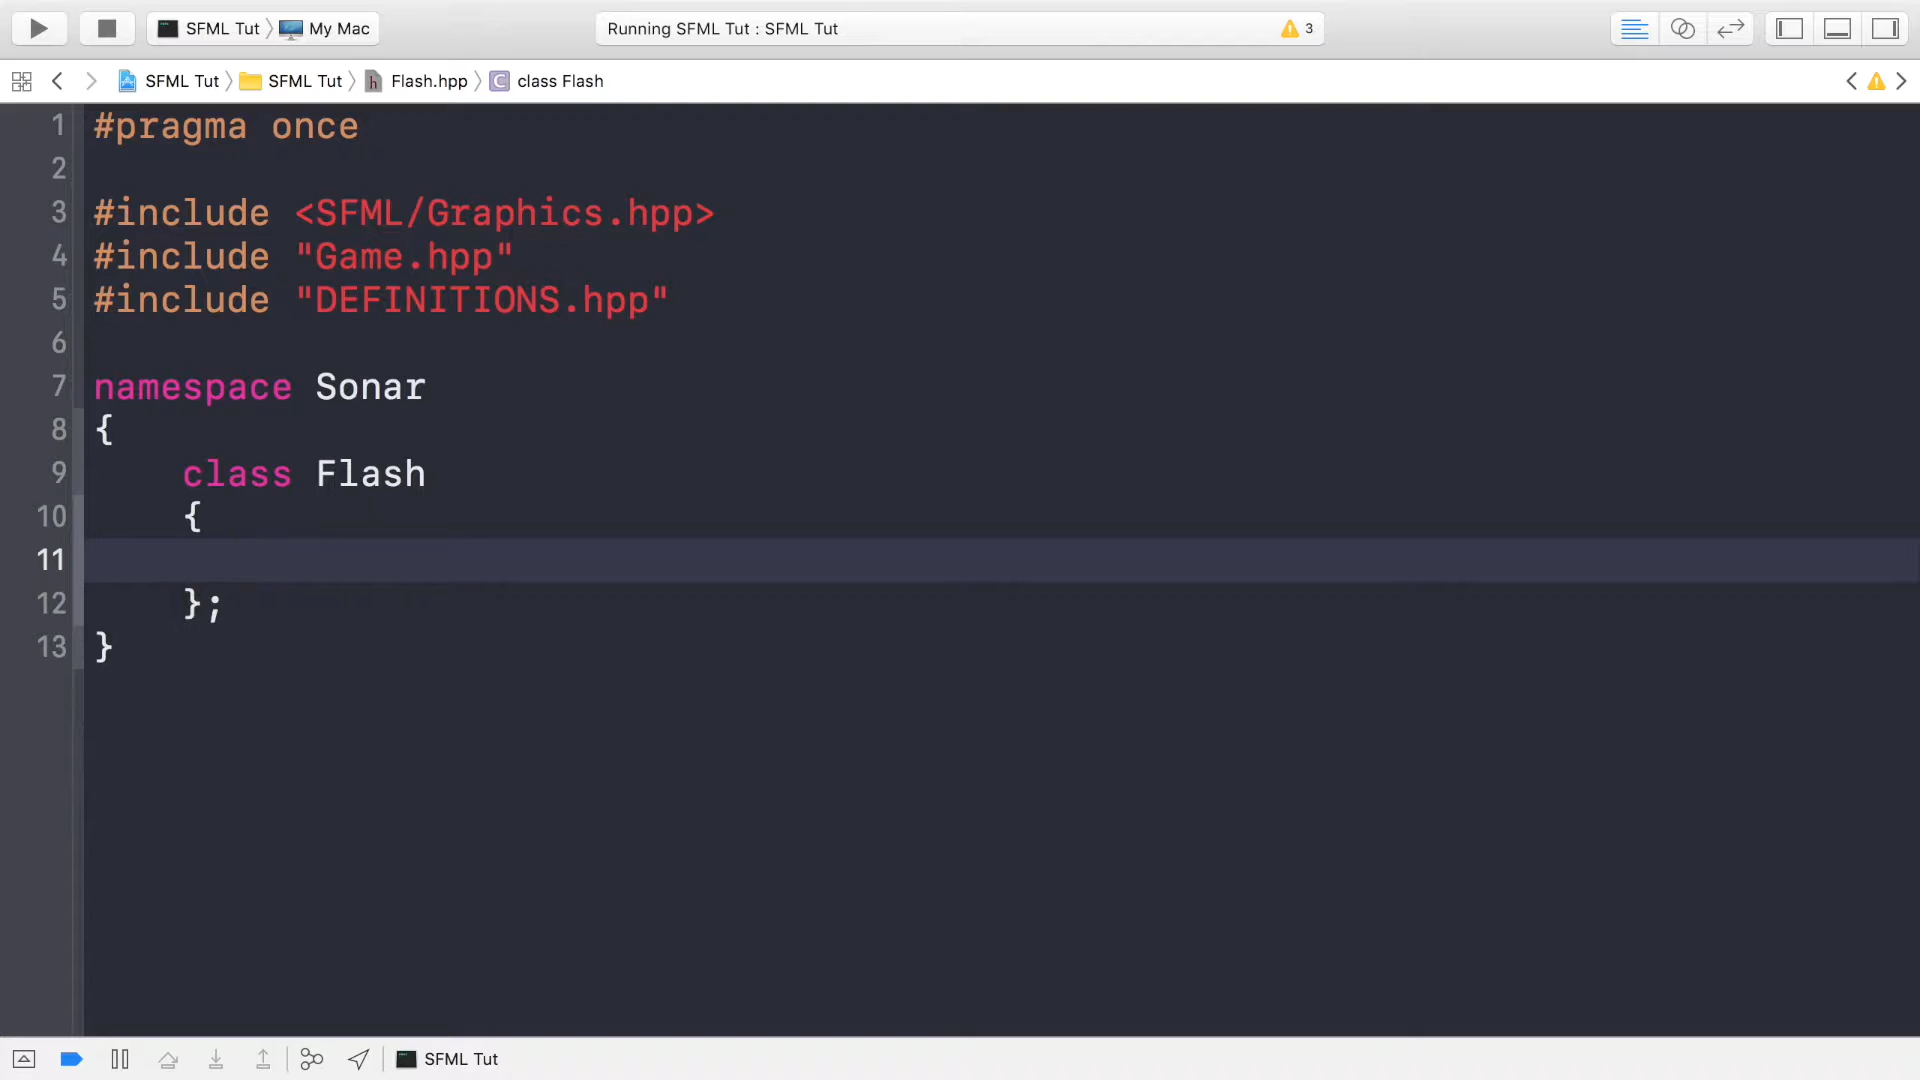 SFML Tut 〉 My Mac
Running SFML Tut : SFML Tut
3
SFML Tut 〉 SFML Tut 〉 h Flash.hpp 〉 C class Flash
1 #pragma once
2
3 #include <SFML/Graphics.hpp>
4 #include "Game.hpp"
5 #include "DEFINITIONS.hpp"
6
7 namespace Sonar
8 {
9     class Flash
10     {
11
12     };
13 }
SFML Tut